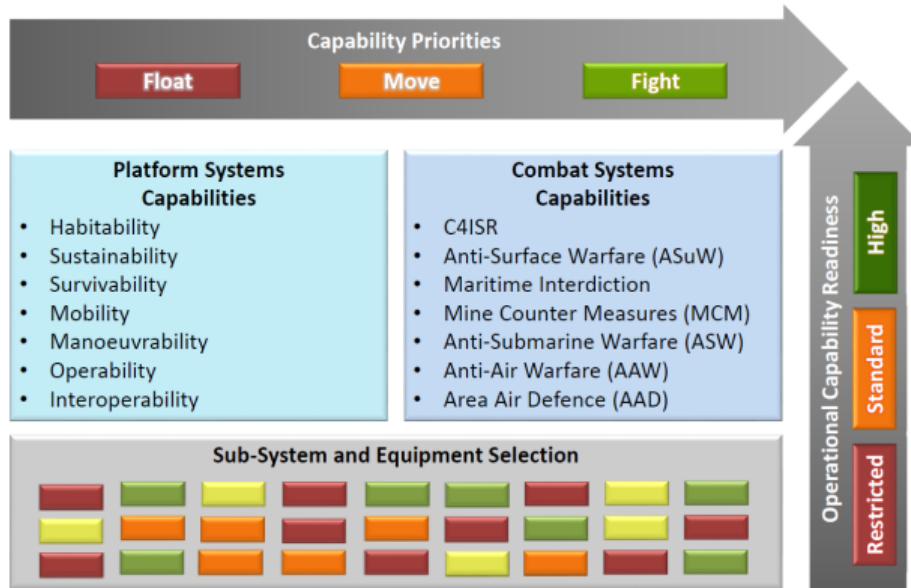 Capability Priorities
Float
Move
Fight
Platform Systems
Capabilities
• Habitability
• Sustainability
• Survivability
• Mobility
• Manoeuvrability
• Operability
• Interoperability
Combat Systems
Capabilities
• C4ISR
• Anti-Surface Warfare (ASuW)
• Maritime Interdiction
• Mine Counter Measures (MCM)
• Anti-Submarine Warfare (ASW)
• Anti-Air Warfare (AAW)
• Area Air Defence (AAD)
Operational Capability Readiness
High
Standard
Restricted
Sub-System and Equipment Selection